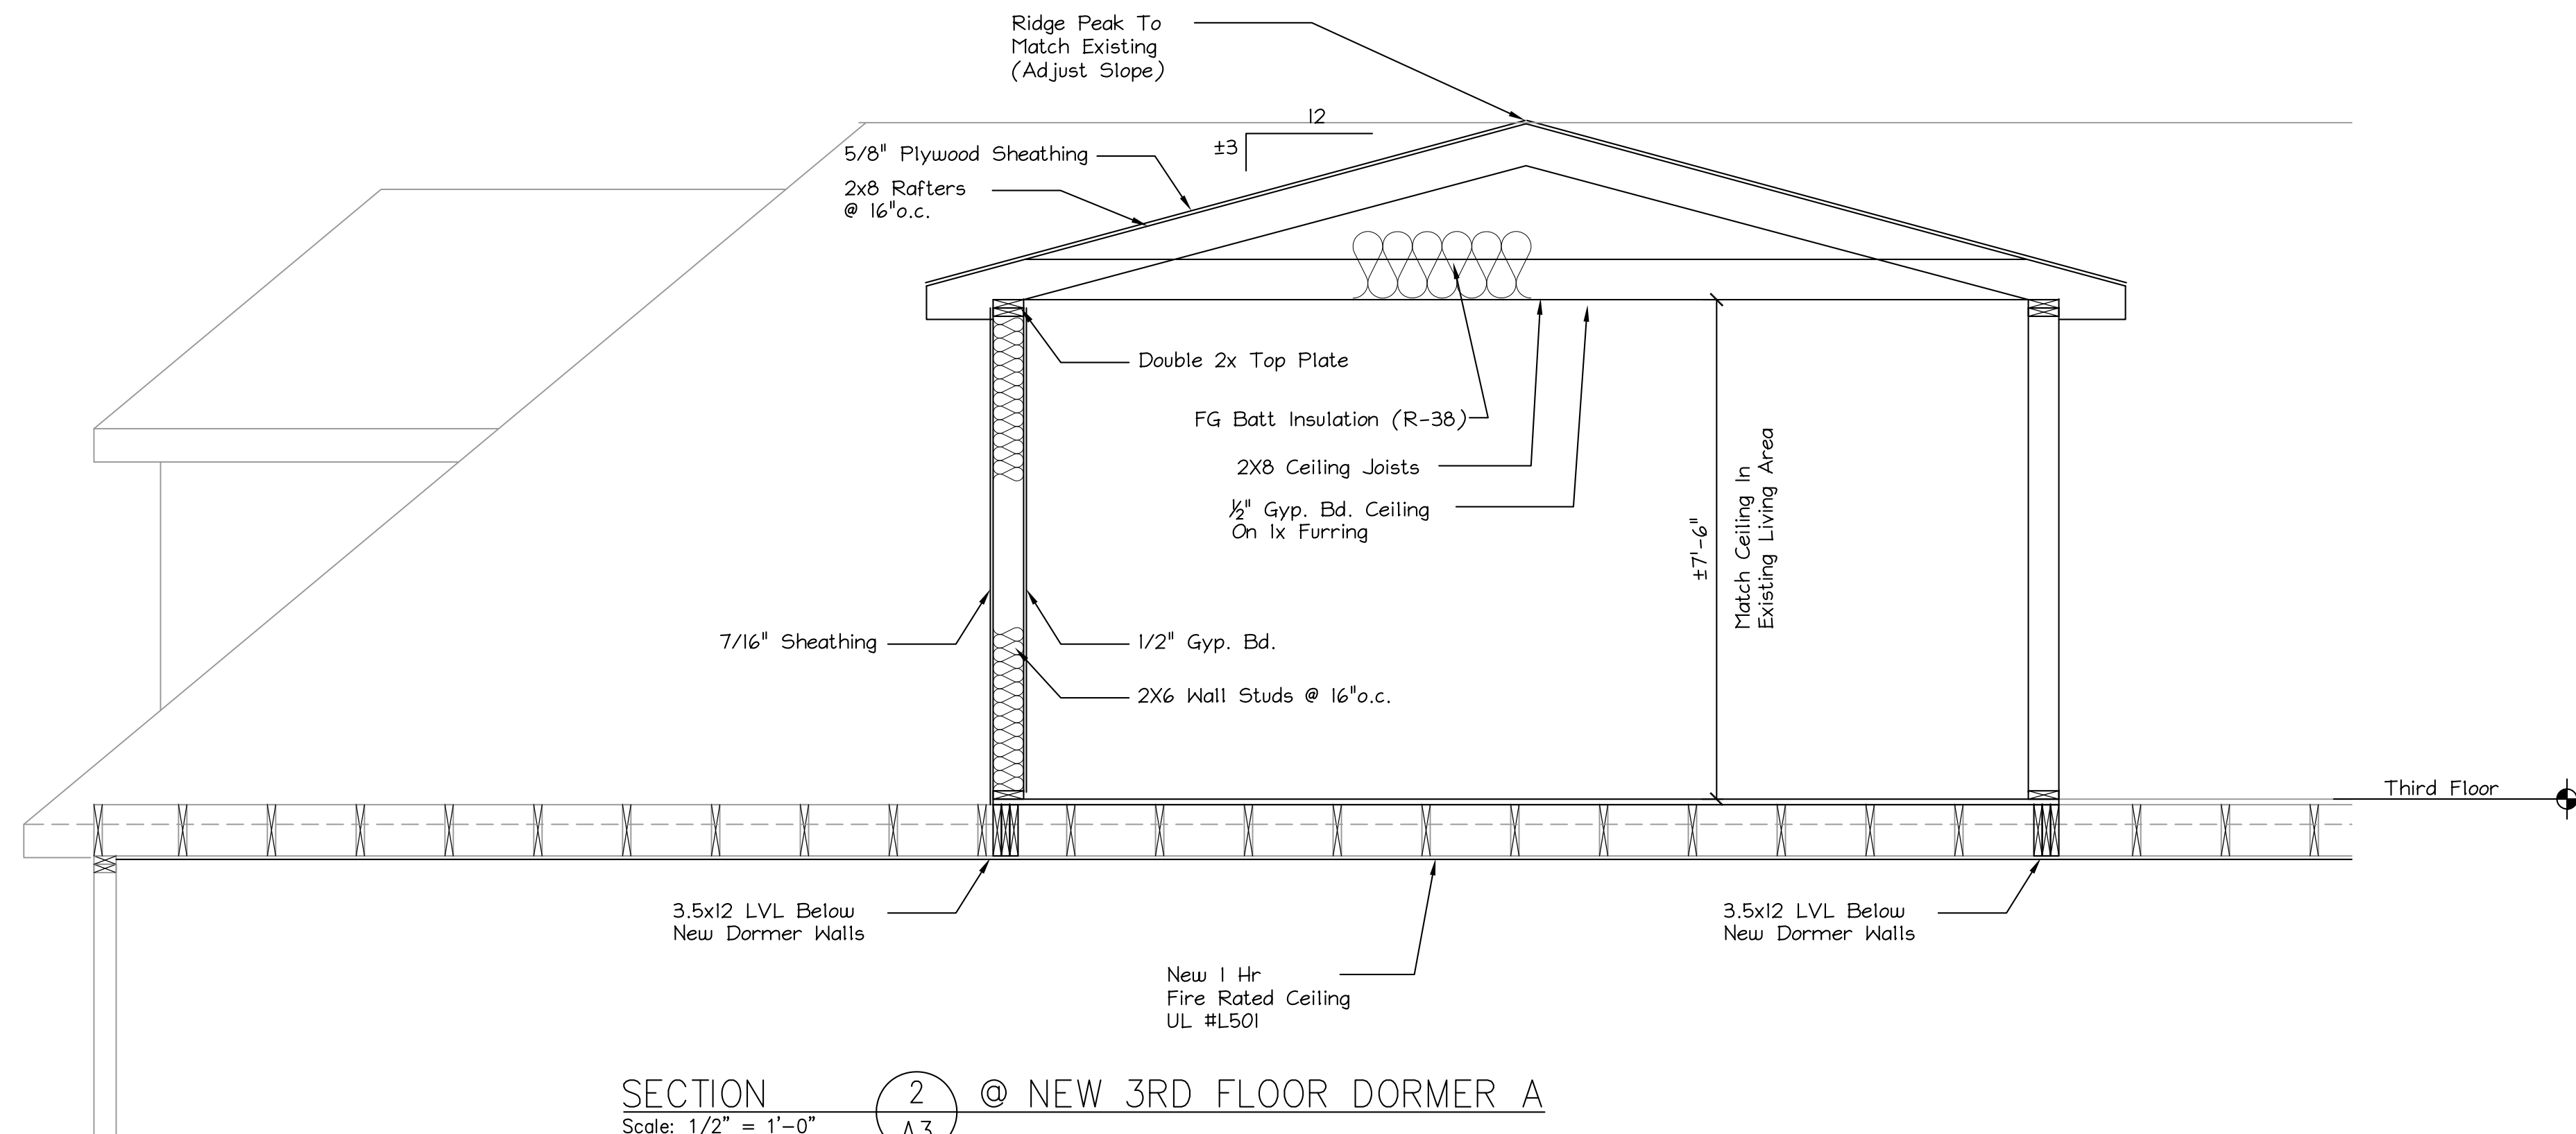 Ridge Peak To
Match Existing
(Adjust Slope)
12
±3
5/8" Plywood Sheathing
2x8 Rafters
@ 16"o.c.
Double 2x Top Plate
FG Batt Insulation (R-38)
2X8 Ceiling Joists
½" Gyp. Bd. Ceiling
On 1x Furring
±7'-6"
Match Ceiling In
Existing Living Area
7/16" Sheathing
1/2" Gyp. Bd.
2X6 Wall Studs @ 16"o.c.
Third Floor
3.5x12 LVL Below
New Dormer Walls
3.5x12 LVL Below
New Dormer Walls
New 1 Hr
Fire Rated Ceiling
UL #L501
SECTION 2 @ NEW 3RD FLOOR DORMER A
Scale: 1/2" = 1'-0"
A3